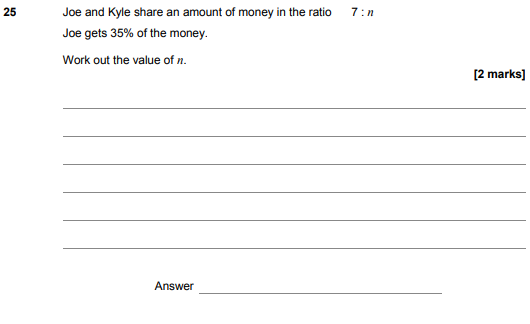 25 Joe and Kyle share an amount of money in the ratio 7 : n
Joe gets 35% of the money.
Work out the value of n.
[2 marks]
Answer